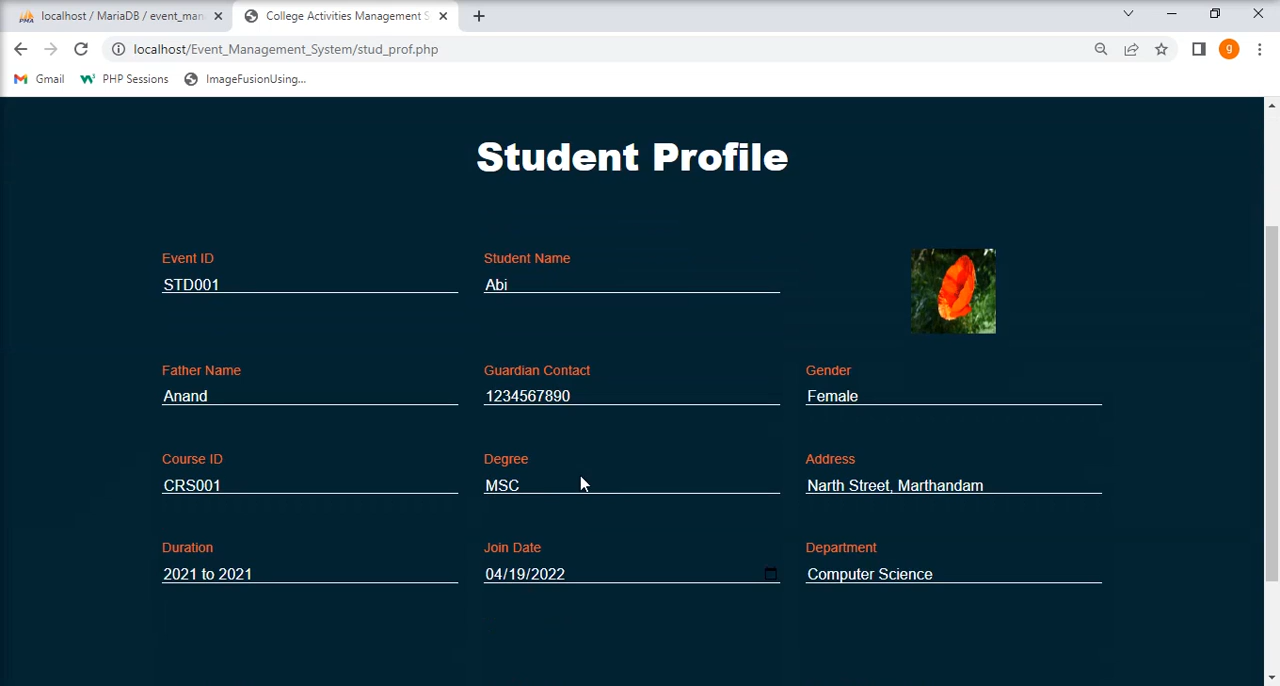 localhost / MariaDB / event_man
College Activities Management S
localhost/Event_Management_System/stud_prof.php
g
Gmail
PHP Sessions
ImageFusionUsing...
Student Profile
Event ID
Student Name
STD001
Abi
Father Name
Guardian Contact
Gender
Anand
1234567890
Female
Course ID
Degree
Address
CRS001
MSC
Narth Street, Marthandam
Duration
Join Date
Department
2021 to 2021
04/19/2022
Computer Science